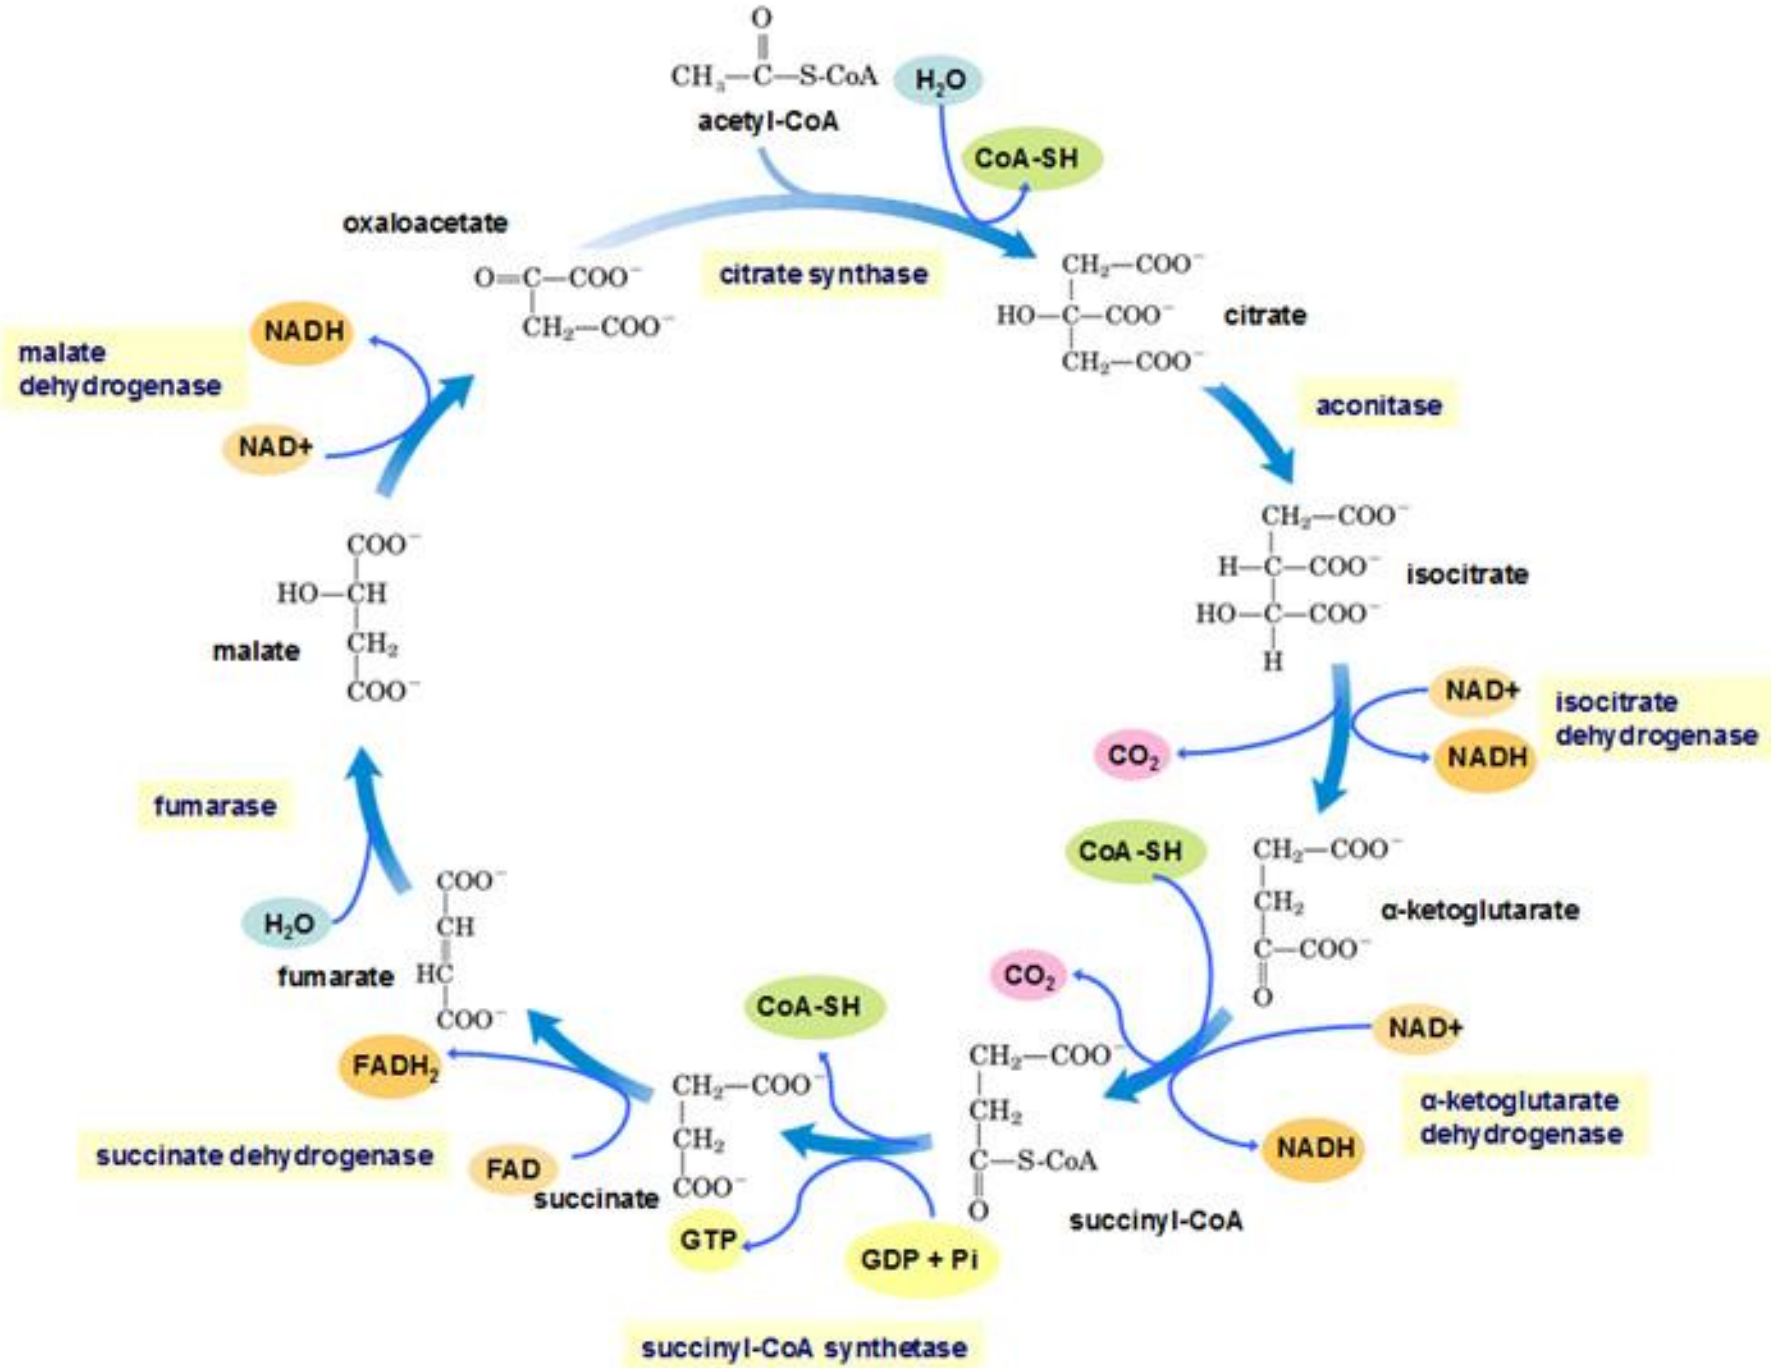 O
CH₃—C—S-CoA
acetyl-CoA
H₂O
CoA-SH
oxaloacetate
O=C—COO⁻
CH₂—COO⁻
citrate synthase
CH₂—COO⁻
HO—C—COO⁻
CH₂—COO⁻
citrate
aconitase
CH₂—COO⁻
H—C—COO⁻
HO—C—COO⁻
H
isocitrate
NAD+
NADH
CO₂
isocitrate
dehydrogenase
CoA-SH
CH₂—COO⁻
CH₂
C—COO⁻
O
α-ketoglutarate
CO₂
NAD+
NADH
α-ketoglutarate
dehydrogenase
CH₂—COO⁻
CH₂
C—S-CoA
O
succinyl-CoA
CoA-SH
GDP + Pi
GTP
succinyl-CoA synthetase
CH₂—COO⁻
CH₂
COO⁻
succinate
FAD
FADH₂
succinate dehydrogenase
COO⁻
CH
HC
COO⁻
fumarate
H₂O
fumarase
COO⁻
HO—CH
CH₂
COO⁻
malate
NAD+
NADH
malate
dehydrogenase